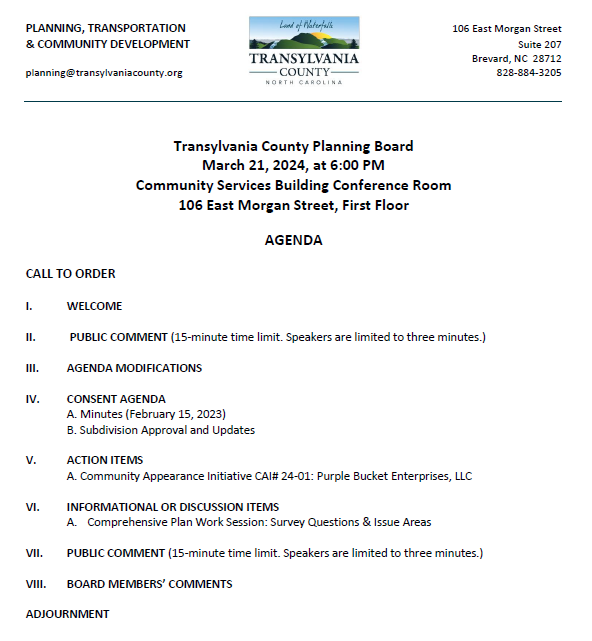 PLANNING, TRANSPORTATION
& COMMUNITY DEVELOPMENT
planning@transylvaniacounty.org
Land of Waterfalls
TRANSYLVANIA
COUNTY
NORTH CAROLINA
106 East Morgan Street
Suite 207
Brevard, NC 28712
828-884-3205
Transylvania County Planning Board
March 21, 2024, at 6:00 PM
Community Services Building Conference Room
106 East Morgan Street, First Floor
AGENDA
CALL TO ORDER
I. WELCOME
II. PUBLIC COMMENT (15-minute time limit. Speakers are limited to three minutes.)
III. AGENDA MODIFICATIONS
IV. CONSENT AGENDA
A. Minutes (February 15, 2023)
B. Subdivision Approval and Updates
V. ACTION ITEMS
A. Community Appearance Initiative CAI# 24-01: Purple Bucket Enterprises, LLC
VI. INFORMATIONAL OR DISCUSSION ITEMS
A. Comprehensive Plan Work Session: Survey Questions & Issue Areas
VII. PUBLIC COMMENT (15-minute time limit. Speakers are limited to three minutes.)
VIII. BOARD MEMBERS’ COMMENTS
ADJOURNMENT